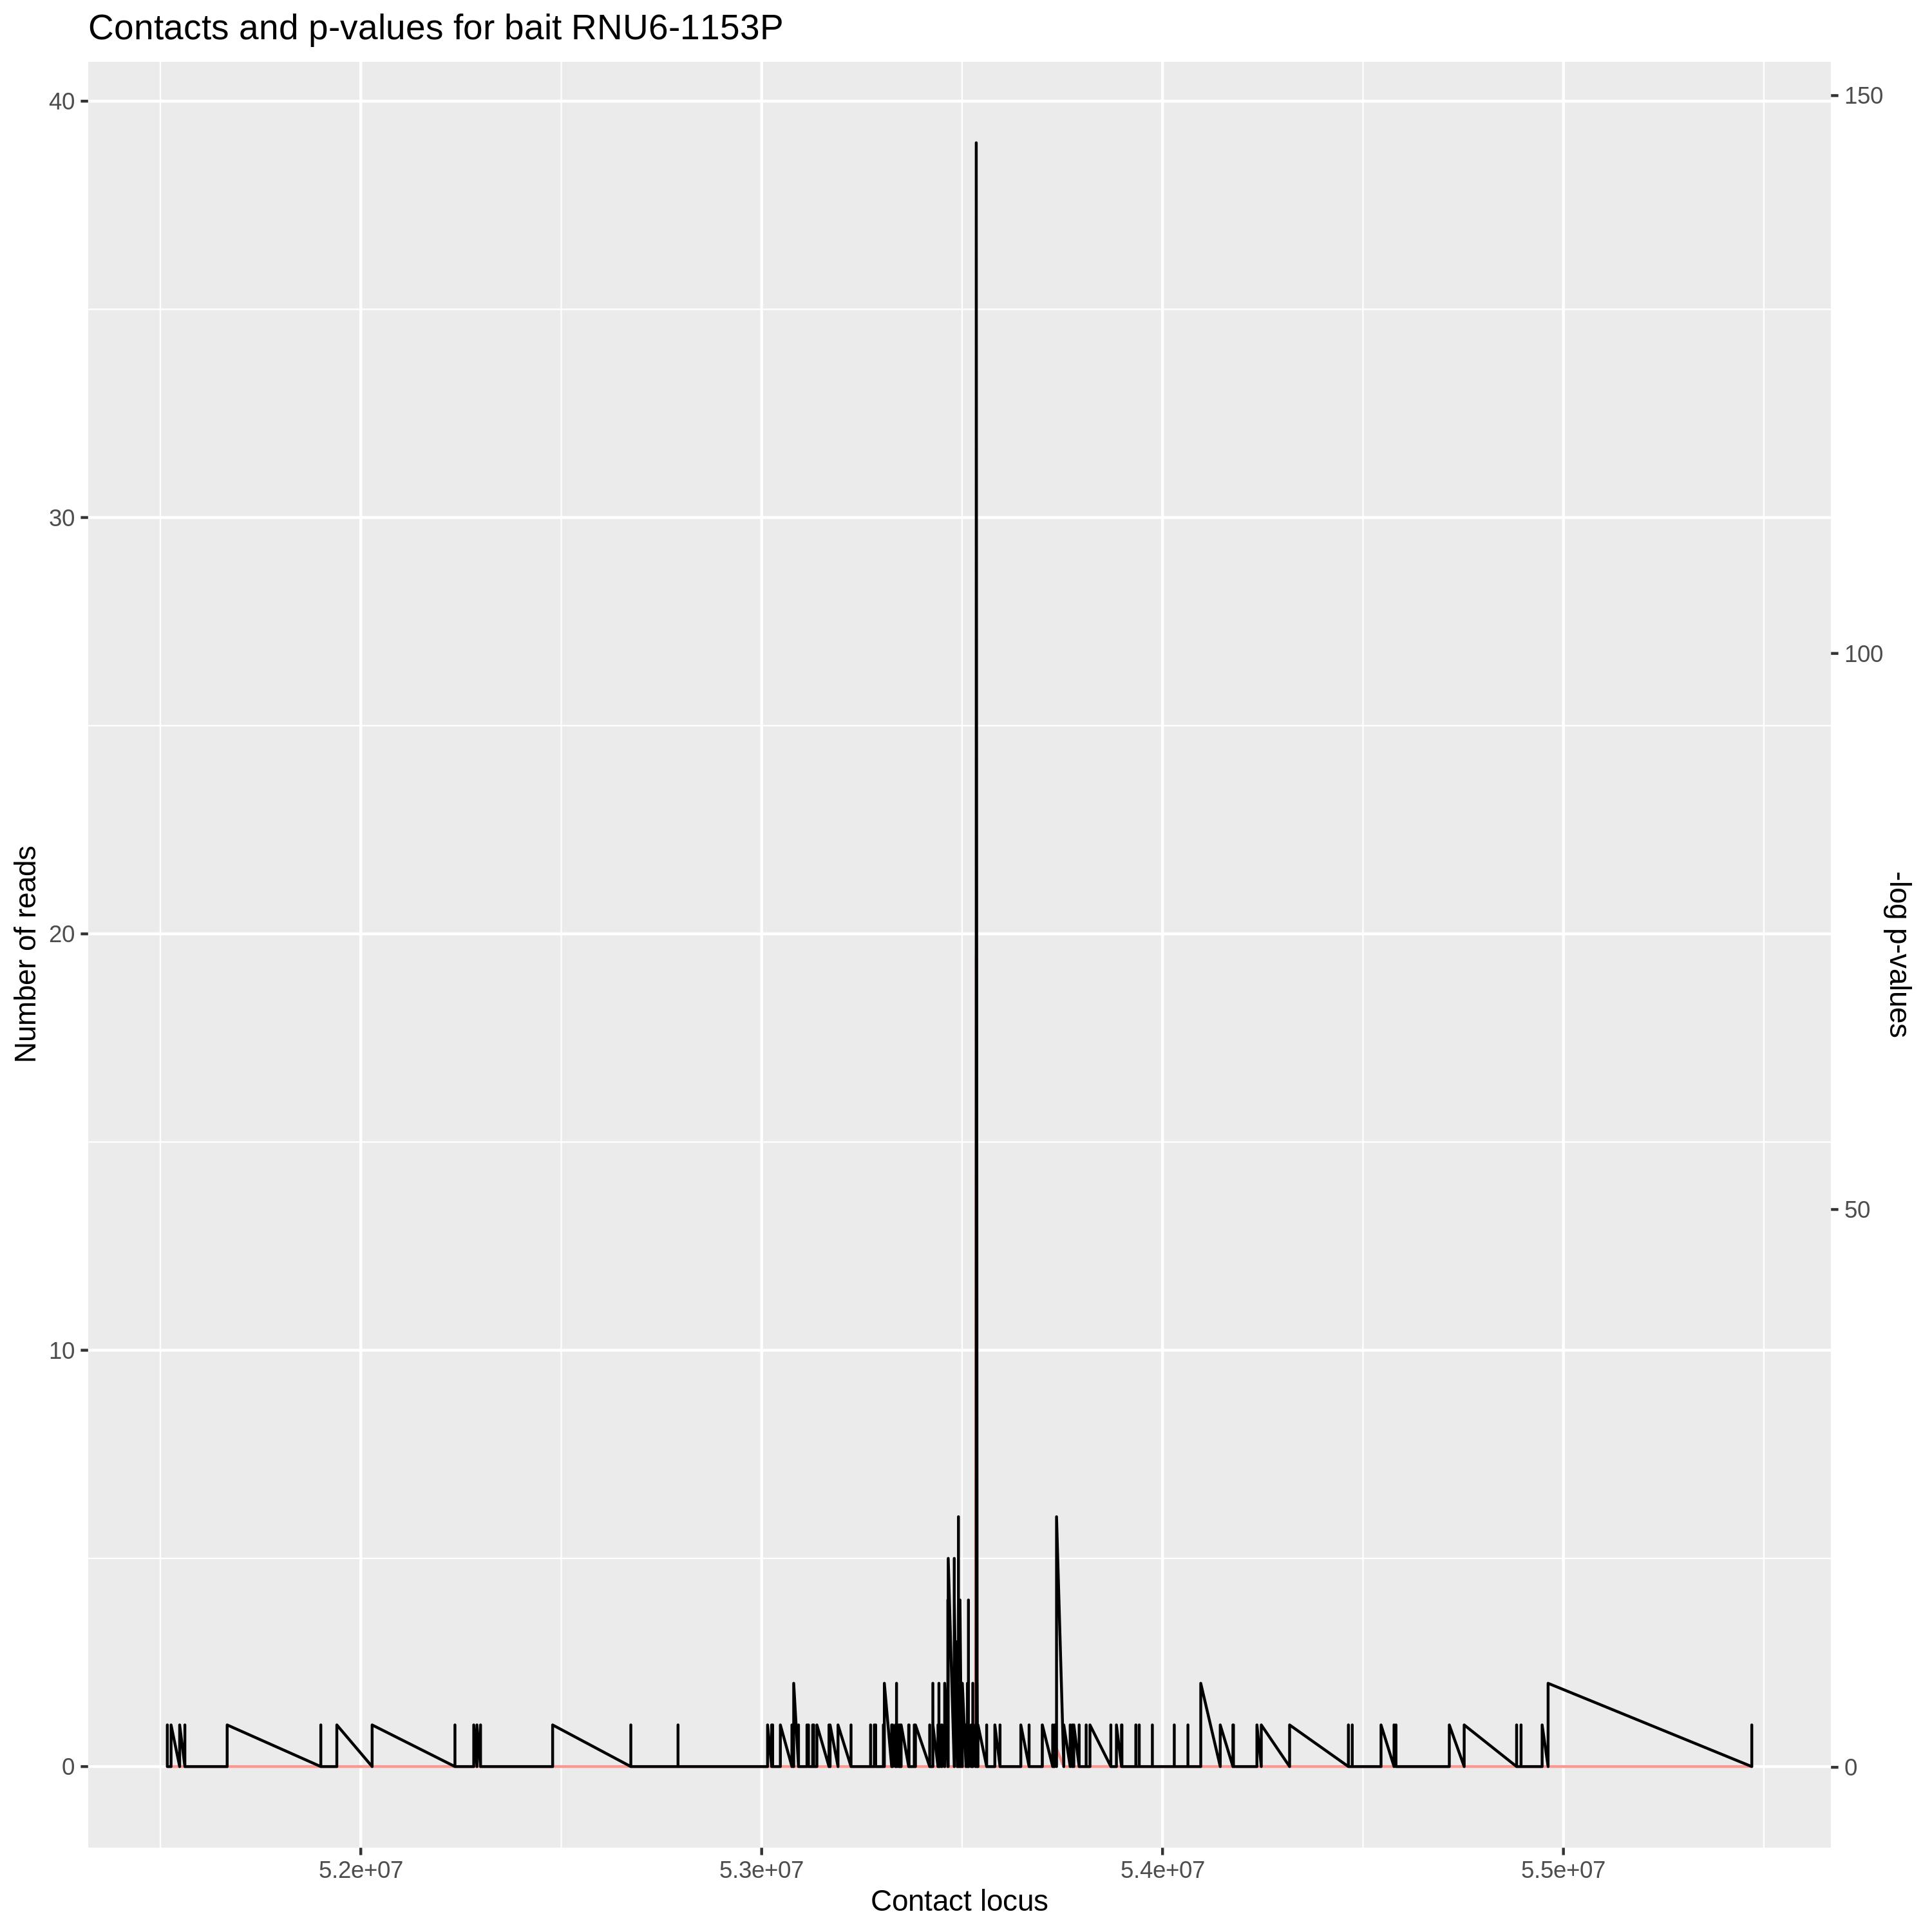 Contacts and p-values for bait RNU6-1153P
40
30
20
10
0
150
100
50
0
Number of reads
-log p-values
5.2e+07
5.3e+07
5.4e+07
5.5e+07
Contact locus